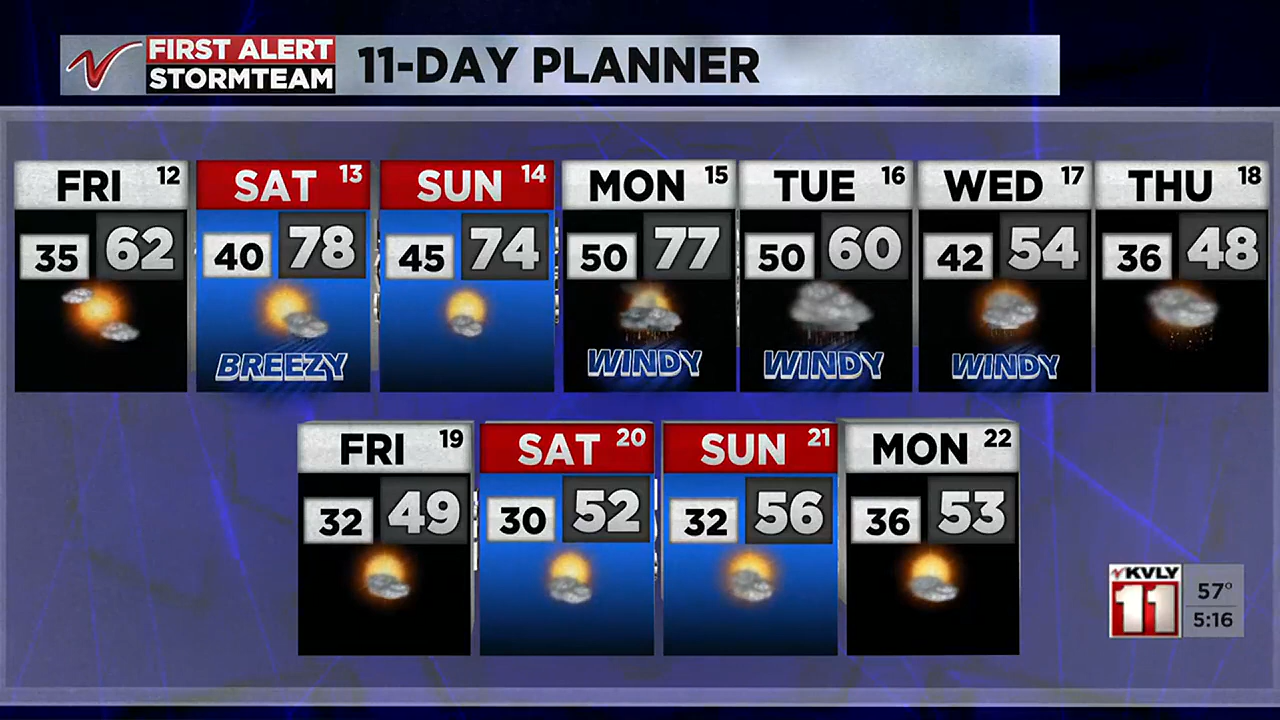 FIRST ALERT
STORMTEAM
11-DAY PLANNER
FRI 12
35 62
SAT 13
40 78
BREEZY
SUN 14
45 74
MON 15
50 77
WINDY
TUE 16
50 60
WINDY
WED 17
42 54
WINDY
THU 18
36 48
FRI 19
32 49
SAT 20
30 52
SUN 21
32 56
MON 22
36 53
KVLY
11
57°
5:16